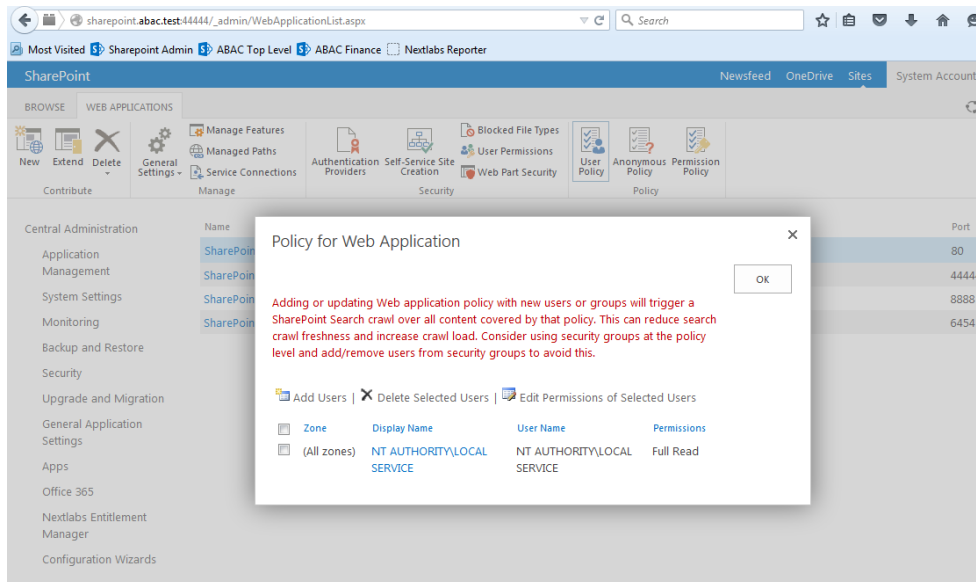 sharepoint.abac.test:44444/_admin/WebApplicationList.aspx
Search
Most Visited Sharepoint Admin ABAC Top Level ABAC Finance Nextlabs Reporter
SharePoint Newsfeed OneDrive Sites System Account
BROWSE WEB APPLICATIONS
New Extend Delete
Contribute
General Settings
Manage Features
Managed Paths
Service Connections
Manage
Authentication Providers
Self-Service Site Creation
Blocked File Types
User Permissions
Web Part Security
Security
User Policy
Anonymous Policy
Permission Policy
Policy
Central Administration
Application
Management
System Settings
Monitoring
Backup and Restore
Security
Upgrade and Migration
General Application
Settings
Apps
Office 365
Nextlabs Entitlement
Manager
Configuration Wizards
Name Port
SharePoin 80
SharePoin 4444
SharePoin 8888
SharePoin 6454
Policy for Web Application
OK
Adding or updating Web application policy with new users or groups will trigger a
SharePoint Search crawl over all content covered by that policy. This can reduce search
crawl freshness and increase crawl load. Consider using security groups at the policy
level and add/remove users from security groups to avoid this.
Add Users | Delete Selected Users | Edit Permissions of Selected Users
Zone Display Name User Name Permissions
(All zones) NT AUTHORITY\LOCAL NT AUTHORITY\LOCAL Full Read
SERVICE SERVICE